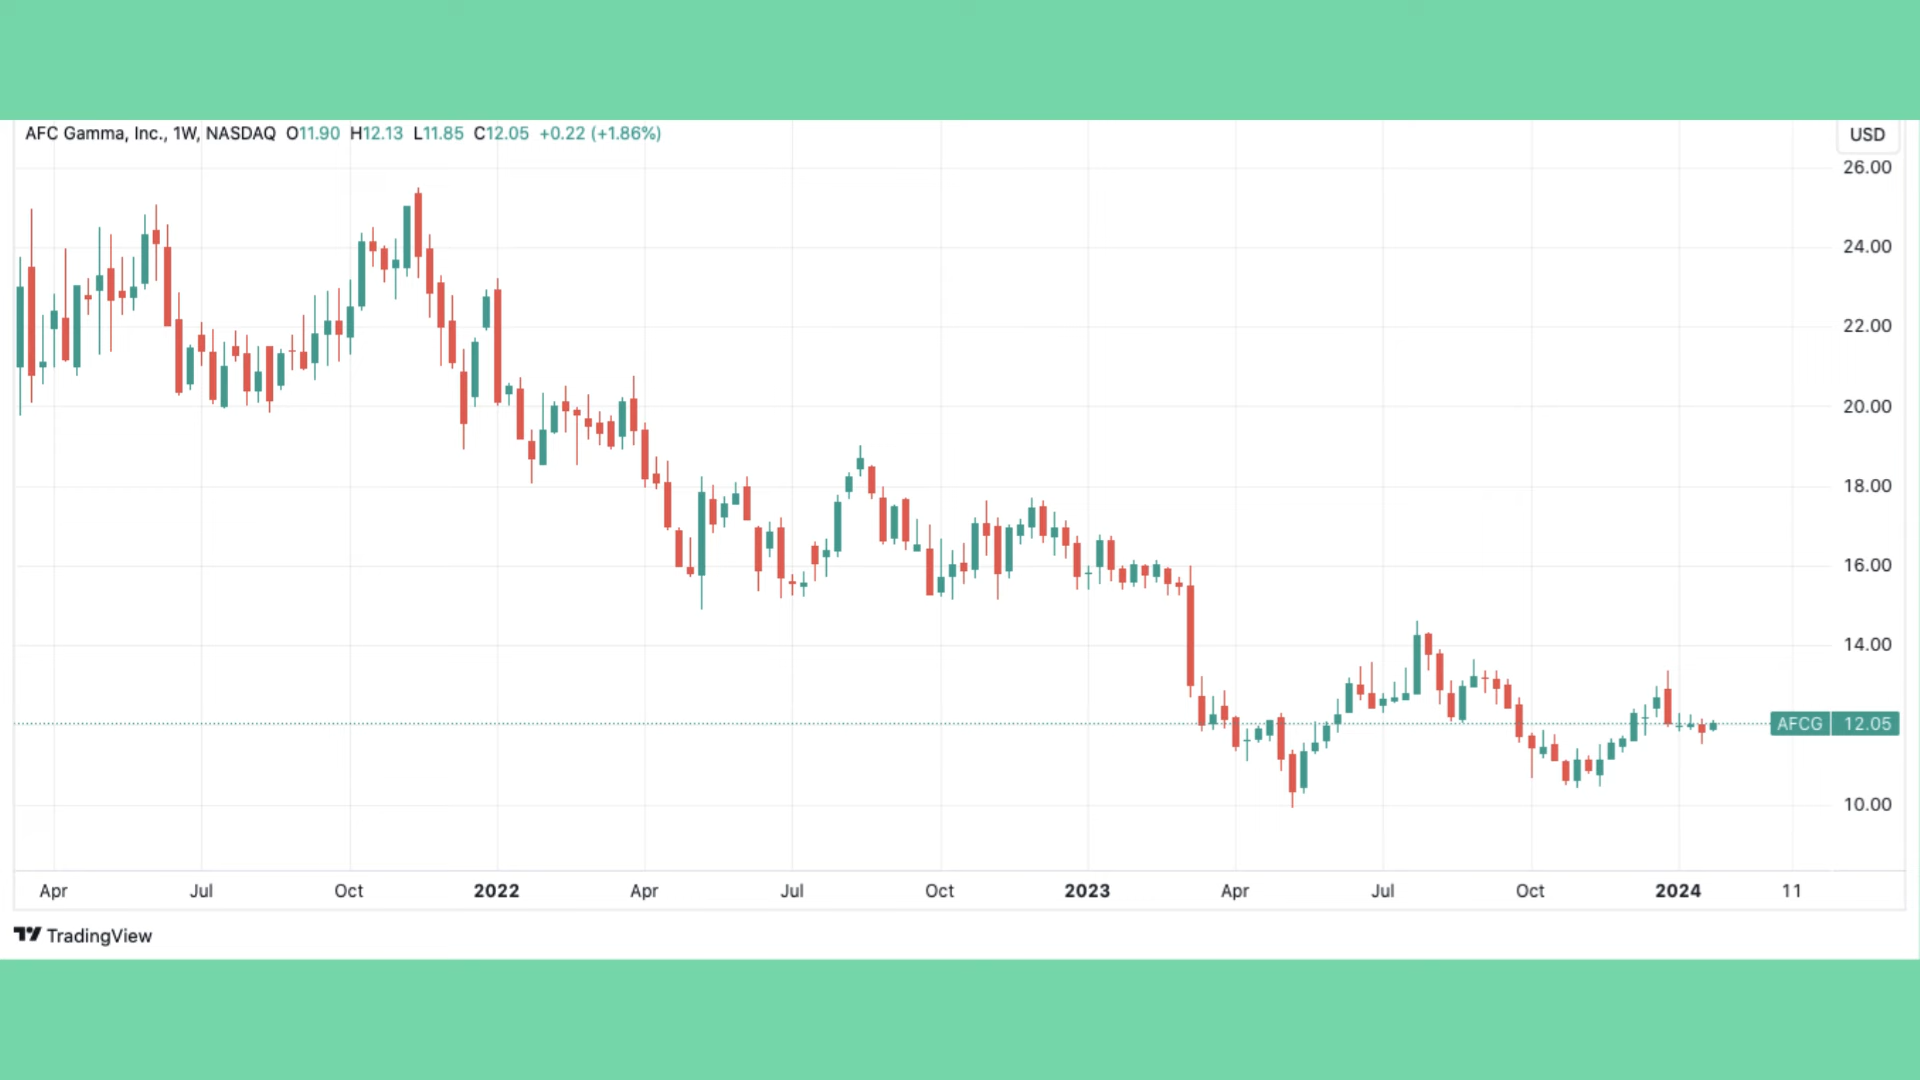 AFC Gamma, Inc., 1W, NASDAQ O11.90 H12.13 L11.85 C12.05 +0.22 (+1.86%)
USD
26.00
24.00
22.00
20.00
18.00
16.00
14.00
AFCG 12.05
10.00
Apr Jul Oct 2022 Apr Jul Oct 2023 Apr Jul Oct 2024 11
TradingView